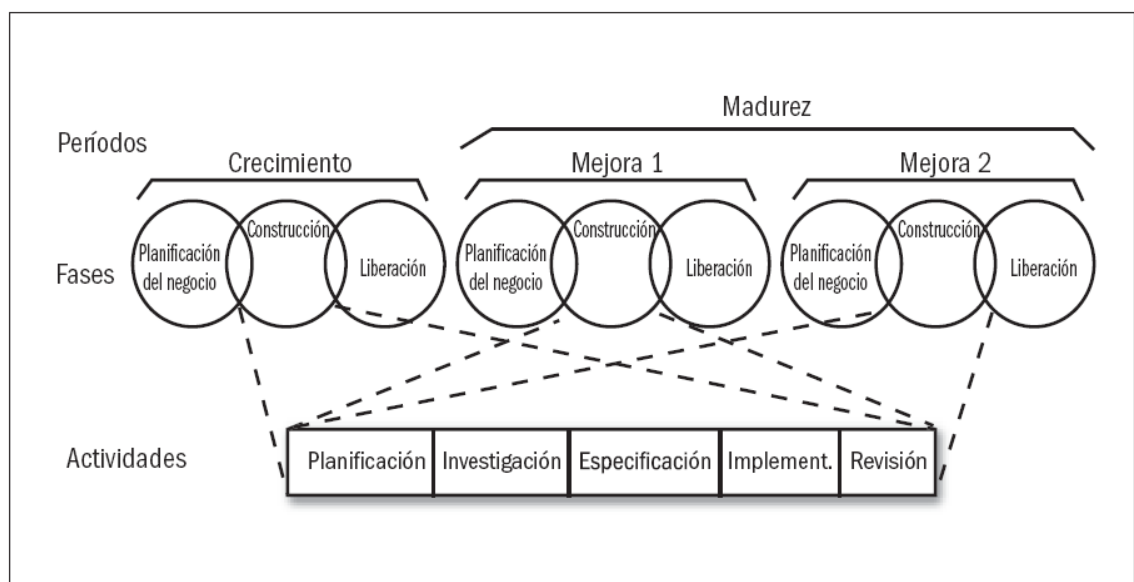 Madurez
Períodos
Crecimiento
Mejora 1
Mejora 2
Planificación
del negocio
Construcción
Liberación
Planificación
del negocio
Construcción
Liberación
Planificación
del negocio
Construcción
Liberación
Fases
Actividades
Planificación
Investigación
Especificación
Implement.
Revisión